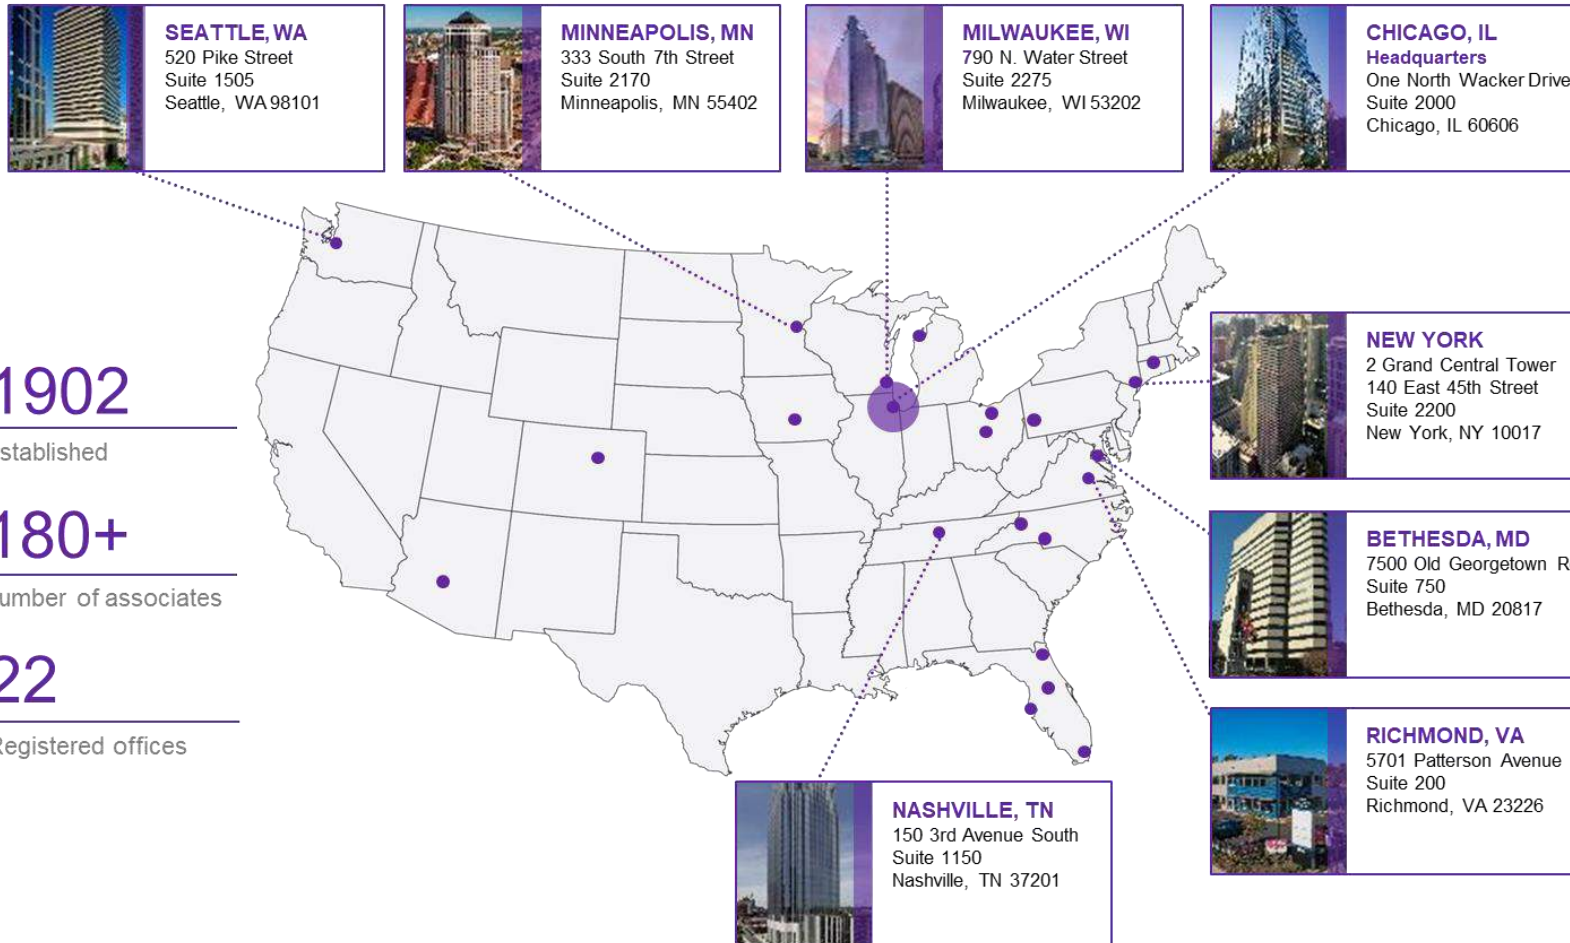 SEATTLE, WA
520 Pike Street
Suite 1505
Seattle, WA 98101
MINNEAPOLIS, MN
333 South 7th Street
Suite 2170
Minneapolis, MN 55402
MILWAUKEE, WI
790 N. Water Street
Suite 2275
Milwaukee, WI 53202
CHICAGO, IL
Headquarters
One North Wacker Drive
Suite 2000
Chicago, IL 60606
1902
stablished
180+
umber of associates
22
Registered offices
NEW YORK
2 Grand Central Tower
140 East 45th Street
Suite 2200
New York, NY 10017
BETHESDA, MD
7500 Old Georgetown R
Suite 750
Bethesda, MD 20817
RICHMOND, VA
5701 Patterson Avenue
Suite 200
Richmond, VA 23226
NASHVILLE, TN
150 3rd Avenue South
Suite 1150
Nashville, TN 37201